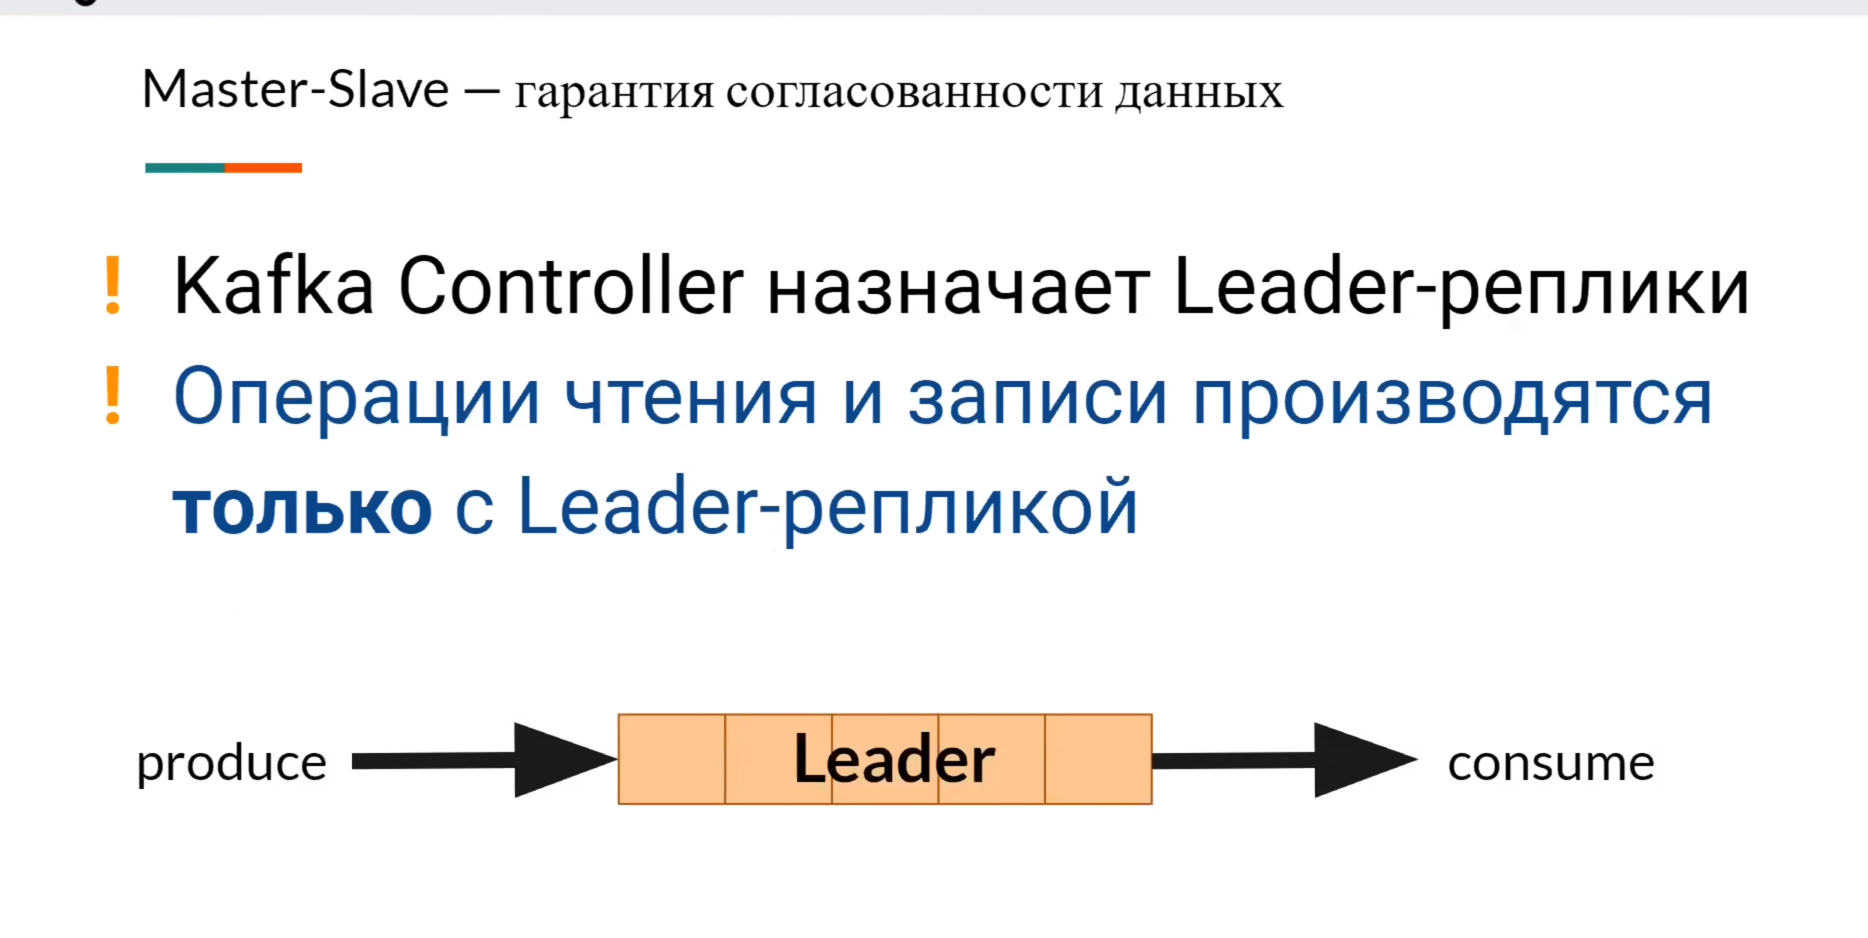 Master-Slave — гарантия согласованности данных
! Kafka Controller назначает Leader-реплики
! Операции чтения и записи производятся
только с Leader-репликой
produce Leader consume